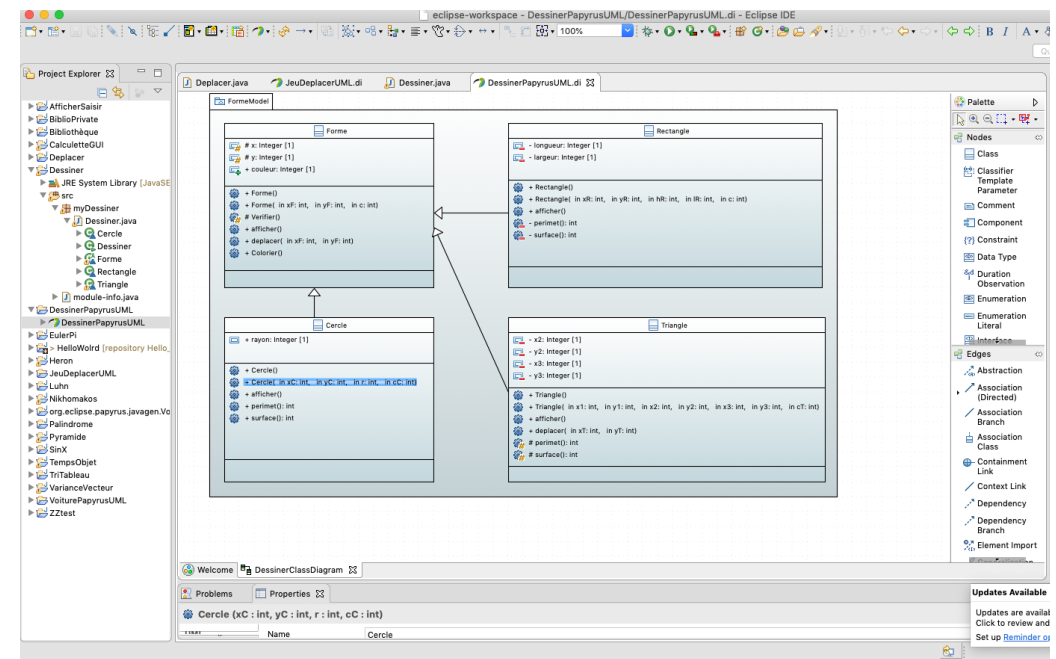 eclipse-workspace - DessinerPapyrusUML/DessinerPapyrusUML.di - Eclipse IDE
100%
B I A
Project Explorer
AfficherSaisir
BiblioPrivate
Bibliothèque
CalculetteGUI
Deplacer
Dessiner
JRE System Library [JavaSE
src
myDessiner
Dessiner.java
Cercle
Dessiner
Forme
Rectangle
Triangle
module-info.java
DessinerPapyrusUML
DessinerPapyrusUML
EulerPi
> HelloWolrd [repository Hello_
Heron
JeuDeplacerUML
Luhn
Nikhomakos
org.eclipse.papyrus.javagen.Vo
Palindrome
Pyramide
SinX
TempsObjet
TriTableau
VarianceVecteur
VoiturePapyrusUML
ZZtest
Deplacer.java
JeuDeplacerUML.di
Dessiner.java
DessinerPapyrusUML.di
FormeModel
Forme
# x: Integer [1]
# y: Integer [1]
+ couleur: Integer [1]
+ Forme()
+ Forme( in xF: int, in yF: int, in c: int)
# Verifier()
+ afficher()
+ deplacer( in xF: int, in yF: int)
+ Colorier()
Rectangle
- longueur: Integer [1]
- largeur: Integer [1]
+ Rectangle()
+ Rectangle( in xR: int, in yR: int, in hR: int, in lR: int, in c: int)
+ afficher()
- perimet(): int
- surface(): int
Cercle
+ rayon: Integer [1]
+ Cercle()
+ Cercle( in xC: int, in yC: int, in r: int, in cC: int)
+ afficher()
+ perimet(): int
+ surface(): int
Triangle
- x2: Integer [1]
- y2: Integer [1]
- x3: Integer [1]
- y3: Integer [1]
+ Triangle()
+ Triangle( in x1: int, in y1: int, in x2: int, in y2: int, in x3: int, in y3: int, in cT: int)
+ afficher()
+ deplacer( in xT: int, in yT: int)
# perimet(): int
# surface(): int
Palette
Nodes
Class
Classifier
Template
Parameter
Comment
Component
Constraint
Data Type
Duration
Observation
Enumeration
Enumeration
Literal
Interface
Edges
Abstraction
Association
(Directed)
Association
Branch
Association
Class
Containment
Link
Context Link
Dependency
Dependency
Branch
Element Import
Welcome
DessinerClassDiagram
Problems
Properties
Cercle (xC : int, yC : int, r : int, cC : int)
Name
Cercle
Updates Available
Updates are availab
Click to review and
Set up Reminder op